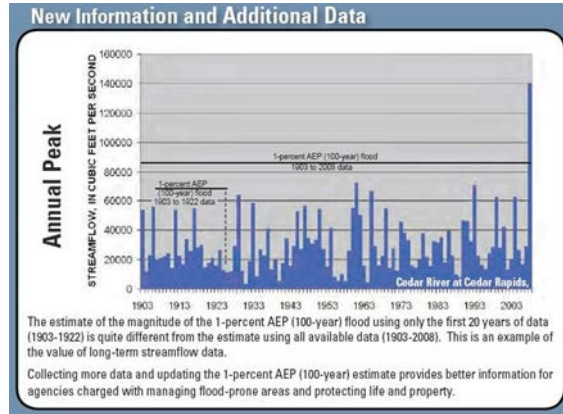 New Information and Additional Data
Annual Peak
STREAMFLOW, IN CUBIC FEET PER SECOND
160000
140000
120000
100000
80000
60000
40000
20000
0
1-percent AEP (100-year) flood
1903 to 2008 data
1-percent AEP
(100-year) flood
1903 to 1922 data
Cedar River at Cedar Rapids,
1903 1913 1923 1933 1943 1953 1963 1973 1983 1993 2003
The estimate of the magnitude of the 1-percent AEP (100-year) flood using only the first 20 years of data
(1903-1922) is quite different from the estimate using all available data (1903-2008). This is an example of
the value of long-term streamflow data.
Collecting more data and updating the 1-percent AEP (100-year) estimate provides better information for
agencies charged with managing flood-prone areas and protecting life and property.